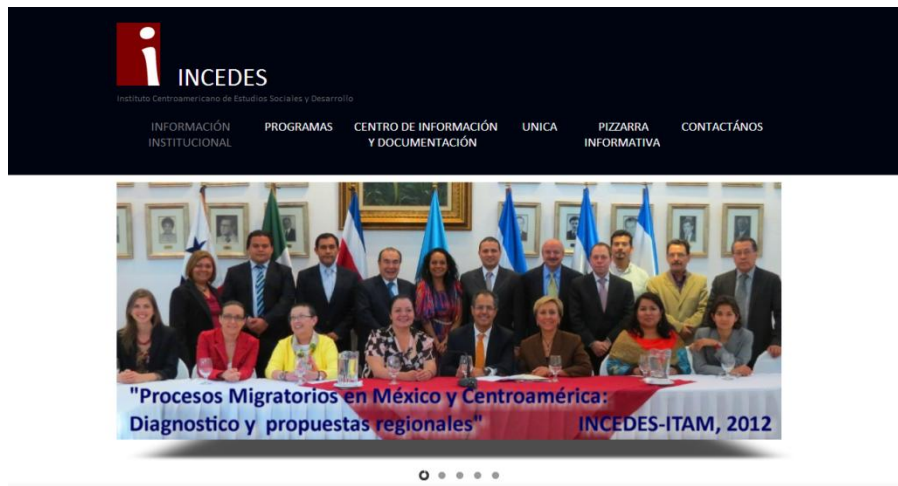 INCEDES
Instituto Centroamericano de Estudios Sociales y Desarrollo
INFORMACIÓN
INSTITUCIONAL
PROGRAMAS
CENTRO DE INFORMACIÓN
Y DOCUMENTACIÓN
UNICA
PIZZARRA
INFORMATIVA
CONTACTÁNOS
"Procesos Migratorios en México y Centroamérica:
Diagnostico y propuestas regionales" INCEDES-ITAM, 2012